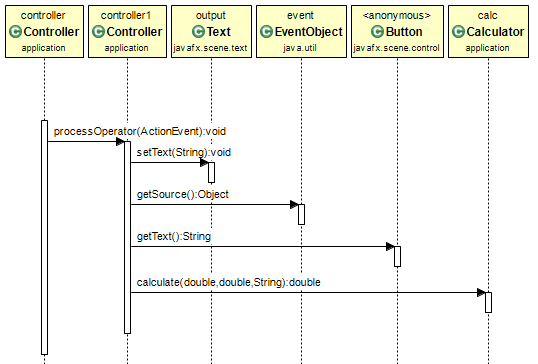 controller controller1 output event <anonymous> calc
C Controller C Controller C Text C EventObject C Button C Calculator
application application javafx.scene.text java.util javafx.scene.control application
processOperator(ActionEvent):void
setText(String):void
getSource():Object
getText():String
calculate(double,double,String):double